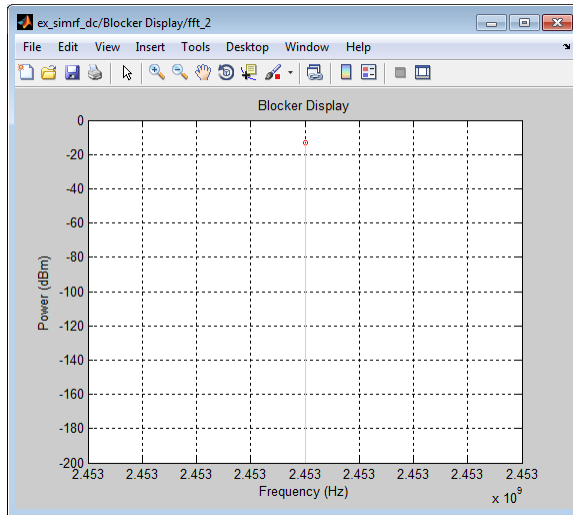 ex_simrf_dc/Blocker Display/fft_2
File Edit View Insert Tools Desktop Window Help
Blocker Display
0
-20
-40
-60
-80
-100
-120
-140
-160
-180
-200
Power (dBm)
2.453 2.453 2.453 2.453 2.453 2.453 2.453 2.453 2.453
Frequency (Hz)
x 10^9